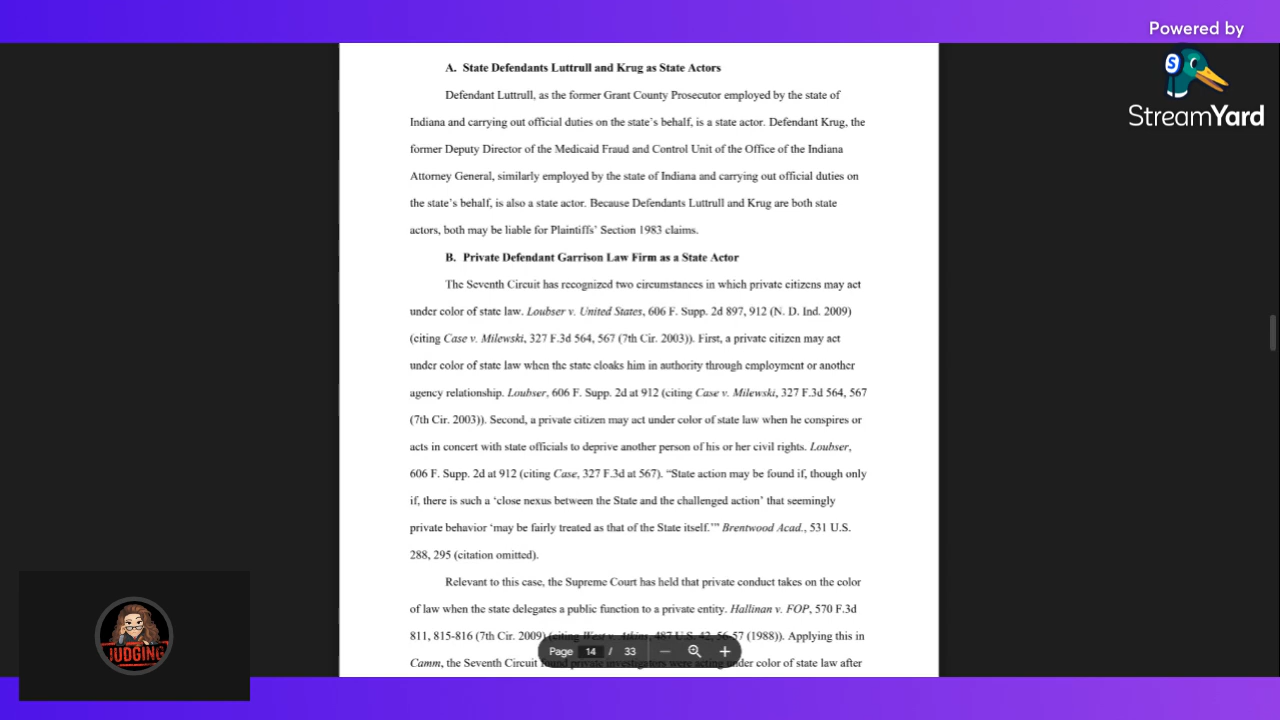 Powered by
StreamYard
A. State Defendants Luttrull and Krug as State Actors
Defendant Luttrull, as the former Grant County Prosecutor employed by the state of
Indiana and carrying out official duties on the state's behalf, is a state actor. Defendant Krug, the
former Deputy Director of the Medicaid Fraud and Control Unit of the Office of the Indiana
Attorney General, similarly employed by the state of Indiana and carrying out official duties on
the state's behalf, is also a state actor. Because Defendants Luttrull and Krug are both state
actors, both may be liable for Plaintiffs' Section 1983 claims.
B. Private Defendant Garrison Law Firm as a State Actor
The Seventh Circuit has recognized two circumstances in which private citizens may act
under color of state law. Loubser v. United States, 606 F. Supp. 2d 897, 912 (N. D. Ind. 2009)
(citing Case v. Milewski, 327 F.3d 564, 567 (7th Cir. 2003)). First, a private citizen may act
under color of state law when the state cloaks him in authority through employment or another
agency relationship. Loubser, 606 F. Supp. 2d at 912 (citing Case v. Milewski, 327 F.3d 564, 567
(7th Cir. 2003)). Second, a private citizen may act under color of state law when he conspires or
acts in concert with state officials to deprive another person of his or her civil rights. Loubser,
606 F. Supp. 2d at 912 (citing Case, 327 F.3d at 567). "State action may be found if, though only
if, there is such a 'close nexus between the State and the challenged action' that seemingly
private behavior 'may be fairly treated as that of the State itself.'" Brentwood Acad., 531 U.S.
288, 295 (citation omitted).
Relevant to this case, the Supreme Court has held that private conduct takes on the color
of law when the state delegates a public function to a private entity. Hallinan v. FOP, 570 F.3d
811, 815-816 (7th Cir. 2009) (citing West v. Atkins, 487 U.S. 42, 56-57 (1988)). Applying this in
Camm, the Seventh Circuit found private investigators were acting under color of state law after
Page 14 / 33
JUDGING